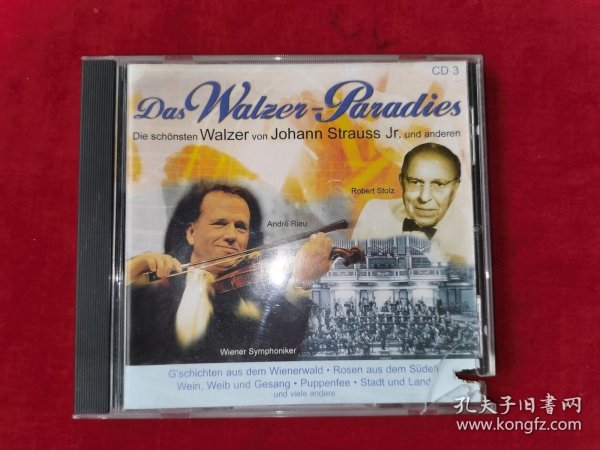 CD 3
Das Walzer-Paradies
Die schönsten Walzer von Johann Strauss Jr. und anderen
Robert Stolz
André Rieu
Wiener Symphoniker
G'schichten aus dem Wienerwald · Rosen aus dem Süden
Wein, Weib und Gesang · Puppenfee · Stadt und Land
und viele andere
孔夫子旧书网
www.kongfz.com